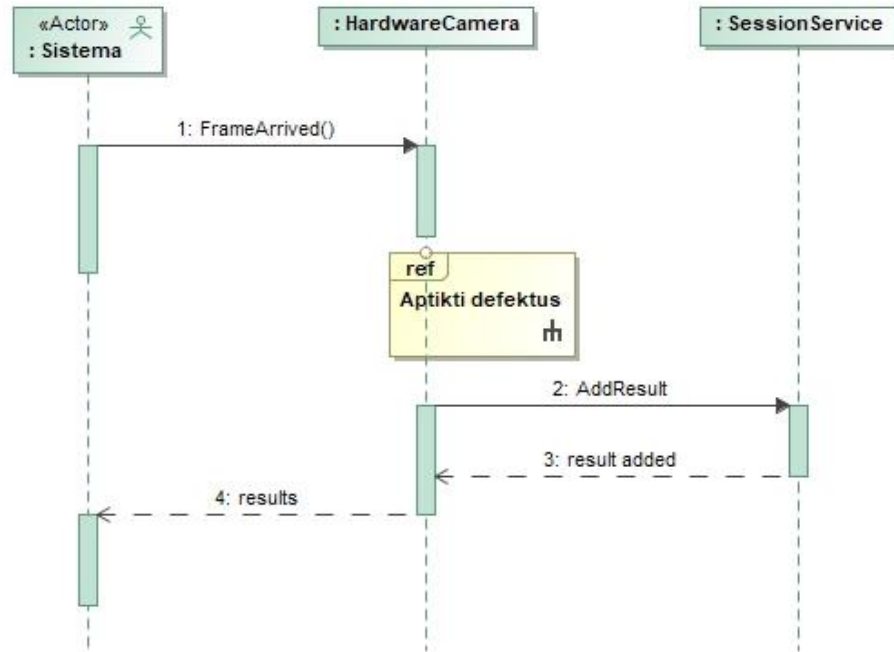 «Actor»
: Sistema
: HardwareCamera
: SessionService
1: FrameArrived()
ref
Aptikti defektus
2: AddResult
3: result added
4: results